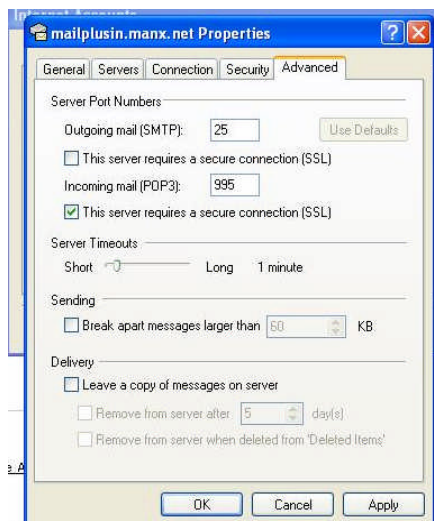 Internet Accounts
mailplusin.manx.net Properties
General Servers Connection Security Advanced
Server Port Numbers
Outgoing mail (SMTP): 25 Use Defaults
This server requires a secure connection (SSL)
Incoming mail (POP3): 995
This server requires a secure connection (SSL)
Server Timeouts
Short Long 1 minute
Sending
Break apart messages larger than 60 KB
Delivery
Leave a copy of messages on server
Remove from server after 5 day(s)
Remove from server when deleted from 'Deleted Items'
e A
OK Cancel Apply